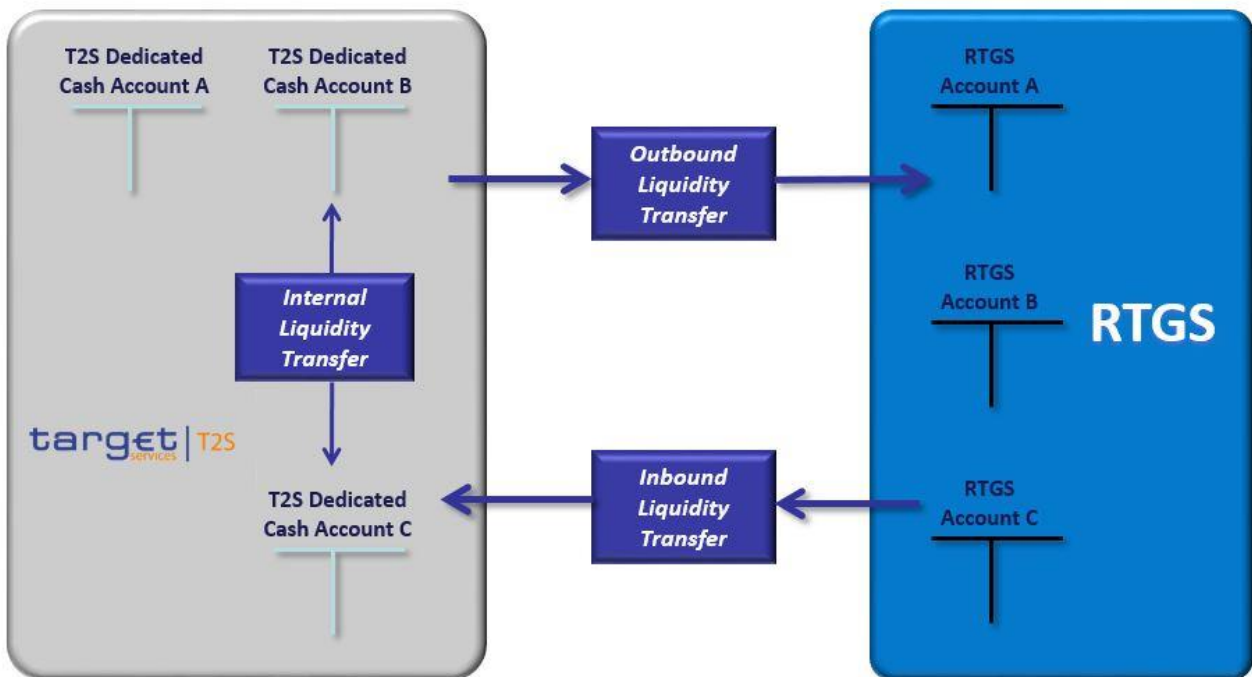 T2S Dedicated
Cash Account A
T2S Dedicated
Cash Account B
RTGS
Account A
Outbound
Liquidity
Transfer
Internal
Liquidity
Transfer
RTGS
Account B
RTGS
target
services
T2S
T2S Dedicated
Cash Account C
Inbound
Liquidity
Transfer
RTGS
Account C